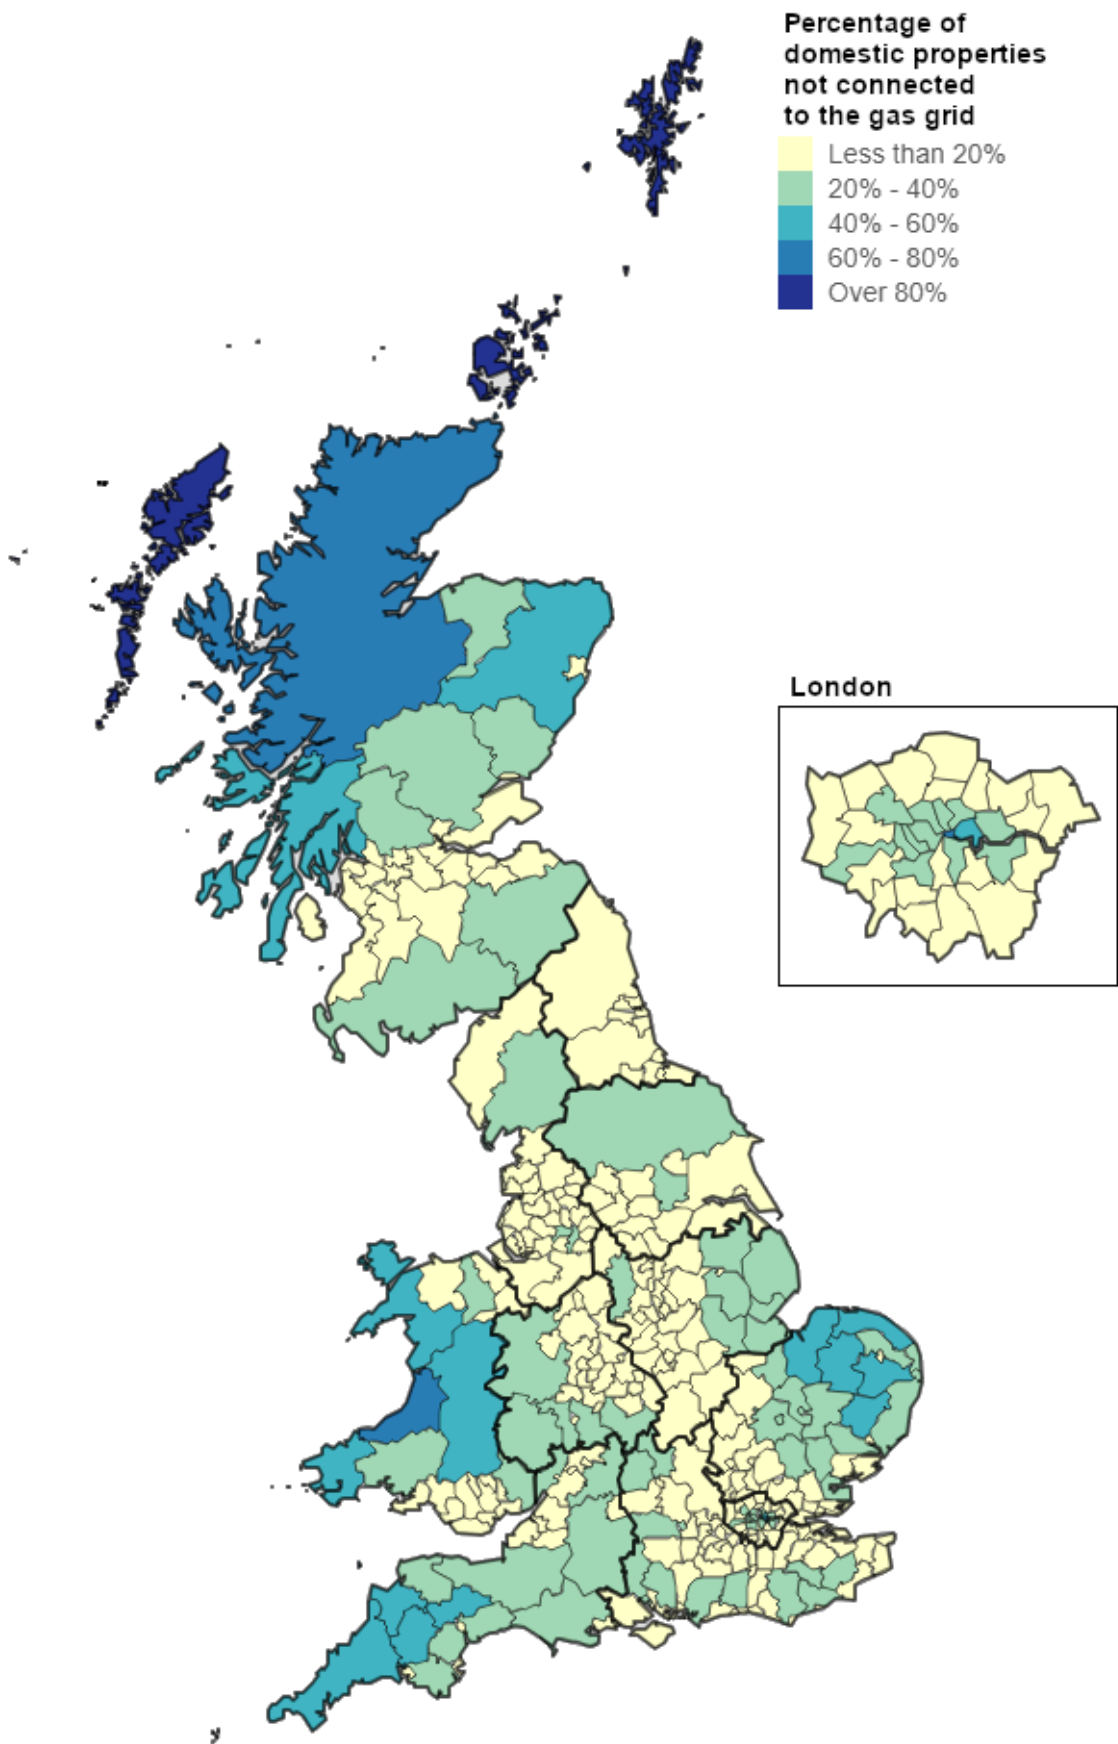 Percentage of
domestic properties
not connected
to the gas grid
Less than 20%
20% - 40%
40% - 60%
60% - 80%
Over 80%
London